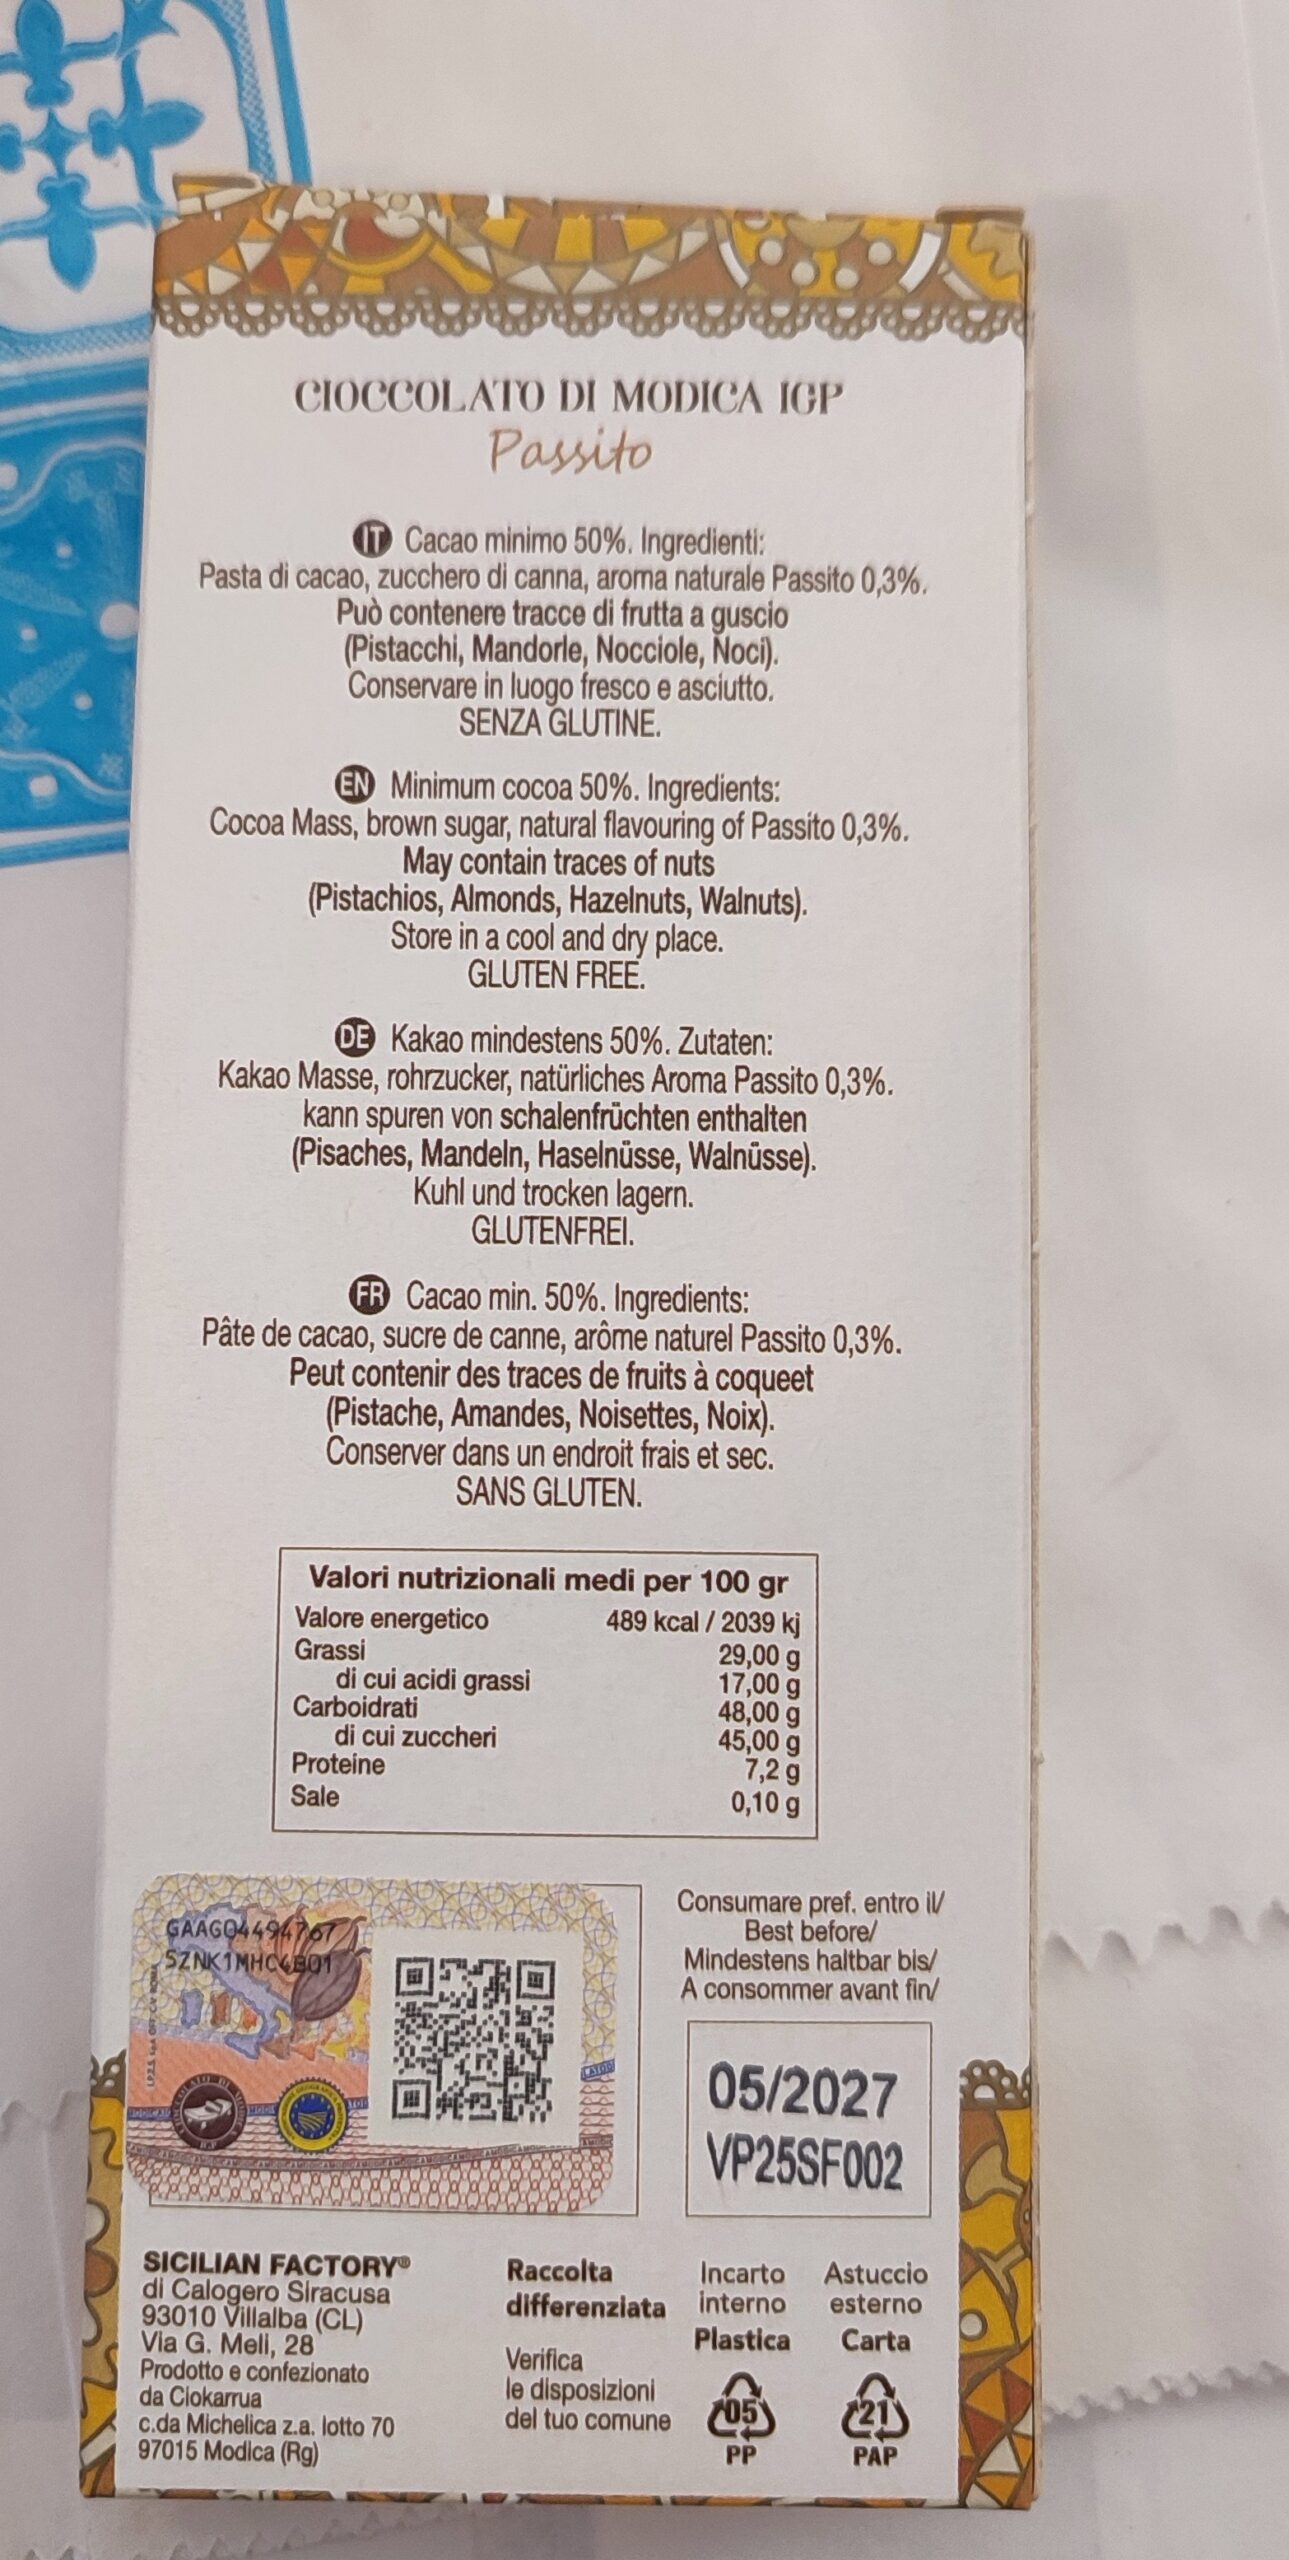 CIOCCOLATO DI MODICA IGP
Passito
IT Cacao minimo 50%. Ingredienti:
Pasta di cacao, zucchero di canna, aroma naturale Passito 0,3%.
Può contenere tracce di frutta a guscio
(Pistacchi, Mandorle, Nocciole, Noci).
Conservare in luogo fresco e asciutto.
SENZA GLUTINE.
EN Minimum cocoa 50%. Ingredients:
Cocoa Mass, brown sugar, natural flavouring of Passito 0,3%.
May contain traces of nuts
(Pistachios, Almonds, Hazelnuts, Walnuts).
Store in a cool and dry place.
GLUTEN FREE.
DE Kakao mindestens 50%. Zutaten:
Kakao Masse, rohrzucker, natürliches Aroma Passito 0,3%.
kann spuren von schalenfrüchten enthalten
(Pisaches, Mandeln, Haselnüsse, Walnüsse).
Kuhl und trocken lagern.
GLUTENFREI.
FR Cacao min. 50%. Ingredients:
Pâte de cacao, sucre de canne, arôme naturel Passito 0,3%.
Peut contenir des traces de fruits à coqueet
(Pistache, Amandes, Noisettes, Noix).
Conserver dans un endroit frais et sec.
SANS GLUTEN.
Valori nutrizionali medi per 100 gr
Valore energetico 489 kcal / 2039 kj
Grassi 29,00 g
di cui acidi grassi 17,00 g
Carboidrati 48,00 g
di cui zuccheri 45,00 g
Proteine 7,2 g
Sale 0,10 g
GAAG04494767
Consumare pref. entro il/
Best before/
Mindestens haltbar bis/
A consommer avant fin/
05/2027
VP25SF002
SICILIAN FACTORY®
di Calogero Siracusa
93010 Villalba (CL)
Via G. Meli, 28
Prodotto e confezionato
da Ciokarrua
c.da Michelica z.a. lotto 70
97015 Modica (Rg)
Raccolta
differenziata
Verifica
le disposizioni
del tuo comune
Incarto
interno
Plastica
05
PP
Astuccio
esterno
Carta
21
PAP